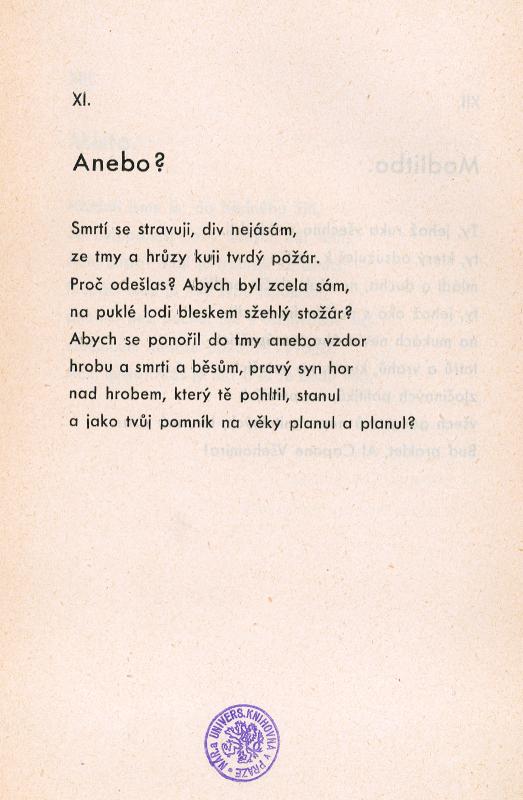 XI.
Anebo?
Smrtí se stravuji, div nejásám,
ze tmy a hrůzy kuji tvrdý požár.
Proč odešlas? Abych byl zcela sám,
na puklé lodi bleskem sžehlý stožár?
Abych se ponořil do tmy anebo vzdor
hrobu a smrti a běsům, pravý syn hor
nad hrobem, který tě pohltil, stanul
a jako tvůj pomník na věky planul a planul?
NÁR. A UNIVERS. KNIHOVNA V PRAZE